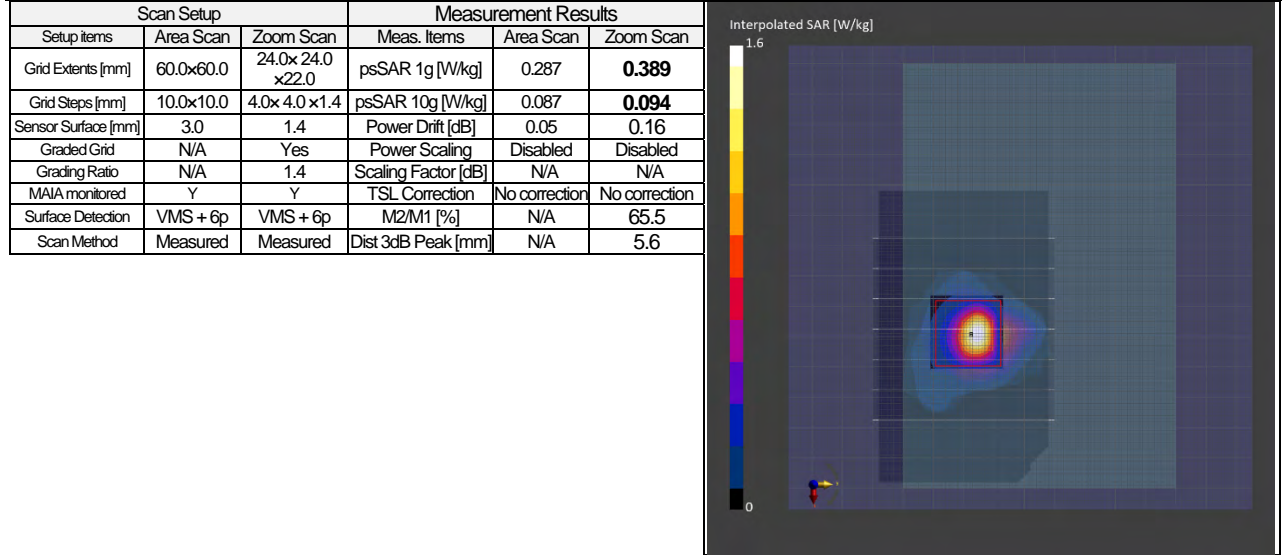 Scan Setup Measurement Results
Setup items Area Scan Zoom Scan Meas. Items Area Scan Zoom Scan
Grid Extents [mm] 60.0×60.0 24.0× 24.0 ×22.0 psSAR 1g [W/kg] 0.287 0.389
Grid Steps [mm] 10.0×10.0 4.0× 4.0 ×1.4 psSAR 10g [W/kg] 0.087 0.094
Sensor Surface [mm] 3.0 1.4 Power Drift [dB] 0.05 0.16
Graded Grid N/A Yes Power Scaling Disabled Disabled
Grading Ratio N/A 1.4 Scaling Factor [dB] N/A N/A
MAIA monitored Y Y TSL Correction No correction No correction
Surface Detection VMS + 6p VMS + 6p M2/M1 [%] N/A 65.5
Scan Method Measured Measured Dist 3dB Peak [mm] N/A 5.6
Interpolated SAR [W/kg]
1.6
0